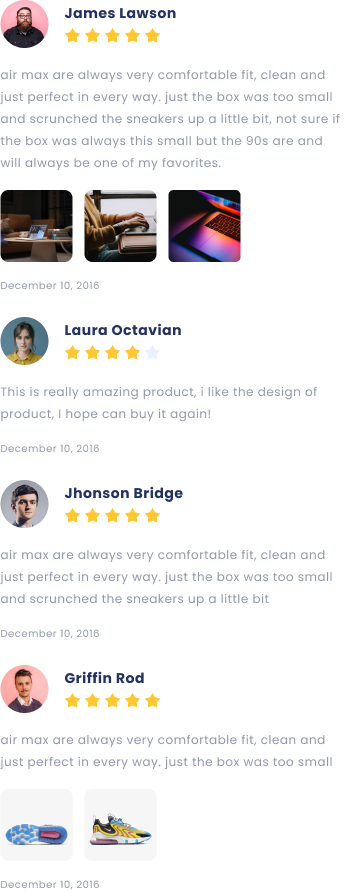 James Lawson
air max are always very comfortable fit, clean and
just perfect in every way. just the box was too small
and scrunched the sneakers up a little bit, not sure if
the box was always this small but the 90s are and
will always be one of my favorites.
December 10, 2016
Laura Octavian
This is really amazing product, i like the design of
product, I hope can buy it again!
December 10, 2016
Jhonson Bridge
air max are always very comfortable fit, clean and
just perfect in every way. just the box was too small
and scrunched the sneakers up a little bit
December 10, 2016
Griffin Rod
air max are always very comfortable fit, clean and
just perfect in every way. just the box was too small
December 10, 2016